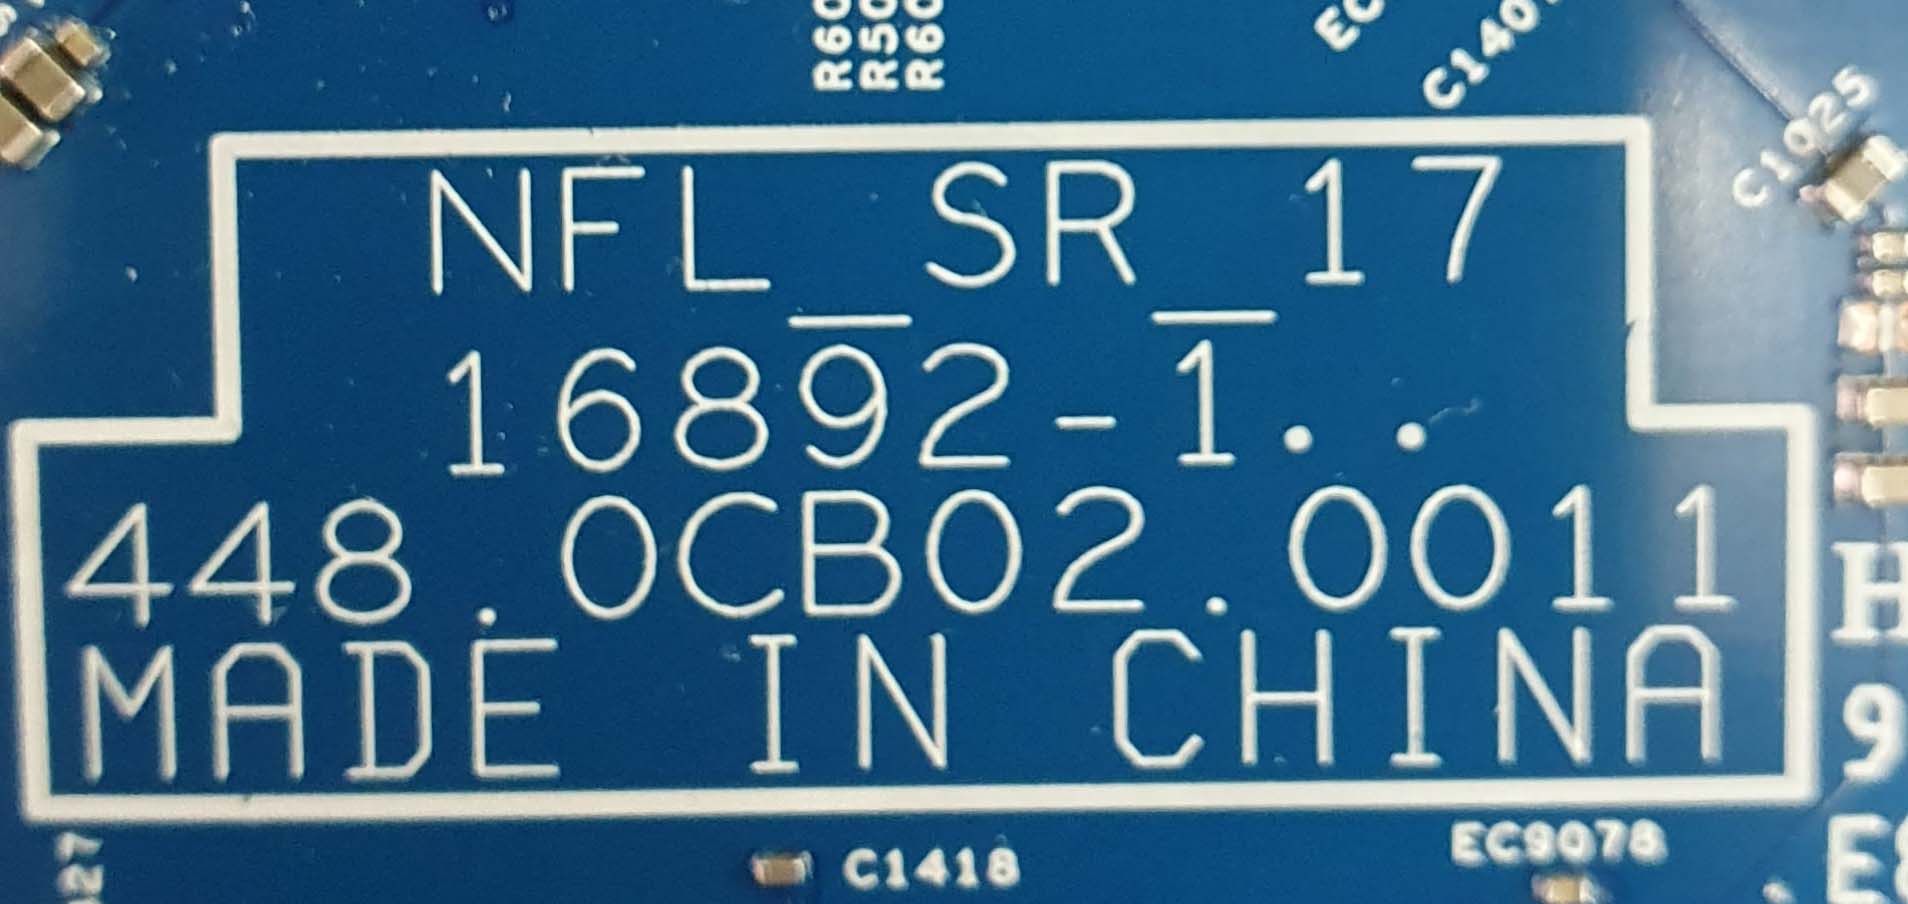 C1025
NFL_SR_17
16892-1..
448.0CB02.0011
MADE IN CHINA
C1418
EC9078